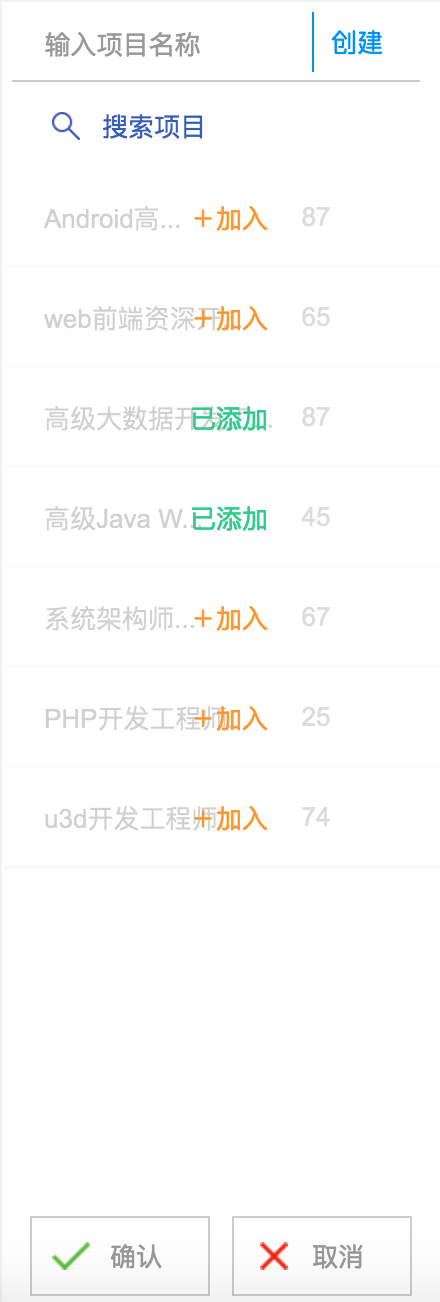 输入项目名称 创建
搜索项目
Android高... ＋加入 87
web前端资深开 ＋加入 65
高级大数据开 已添加 87
高级Java W... 已添加 45
系统架构师... ＋加入 67
PHP开发工程师 ＋加入 25
u3d开发工程师 ＋加入 74
确认 取消